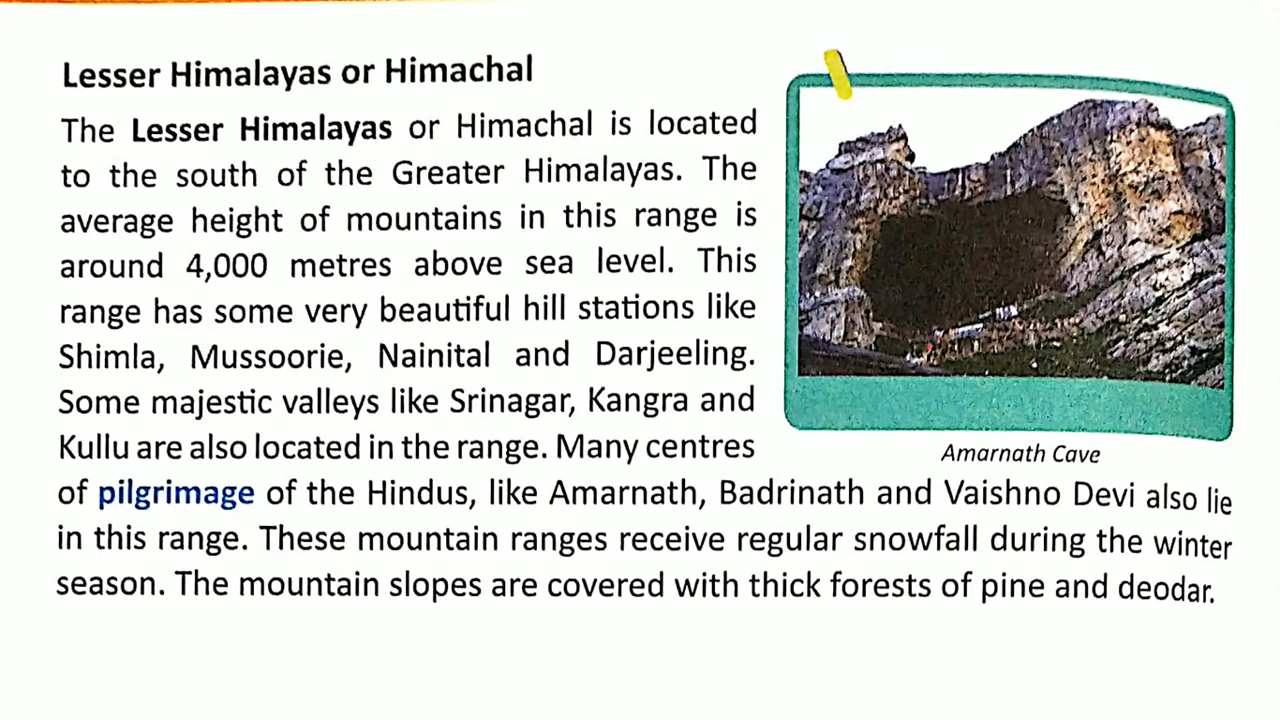 Lesser Himalayas or Himachal
The Lesser Himalayas or Himachal is located
to the south of the Greater Himalayas. The
average height of mountains in this range is
around 4,000 metres above sea level. This
range has some very beautiful hill stations like
Shimla, Mussoorie, Nainital and Darjeeling.
Some majestic valleys like Srinagar, Kangra and
Kullu are also located in the range. Many centres
of pilgrimage of the Hindus, like Amarnath, Badrinath and Vaishno Devi also lie
in this range. These mountain ranges receive regular snowfall during the winter
season. The mountain slopes are covered with thick forests of pine and deodar.
Amarnath Cave